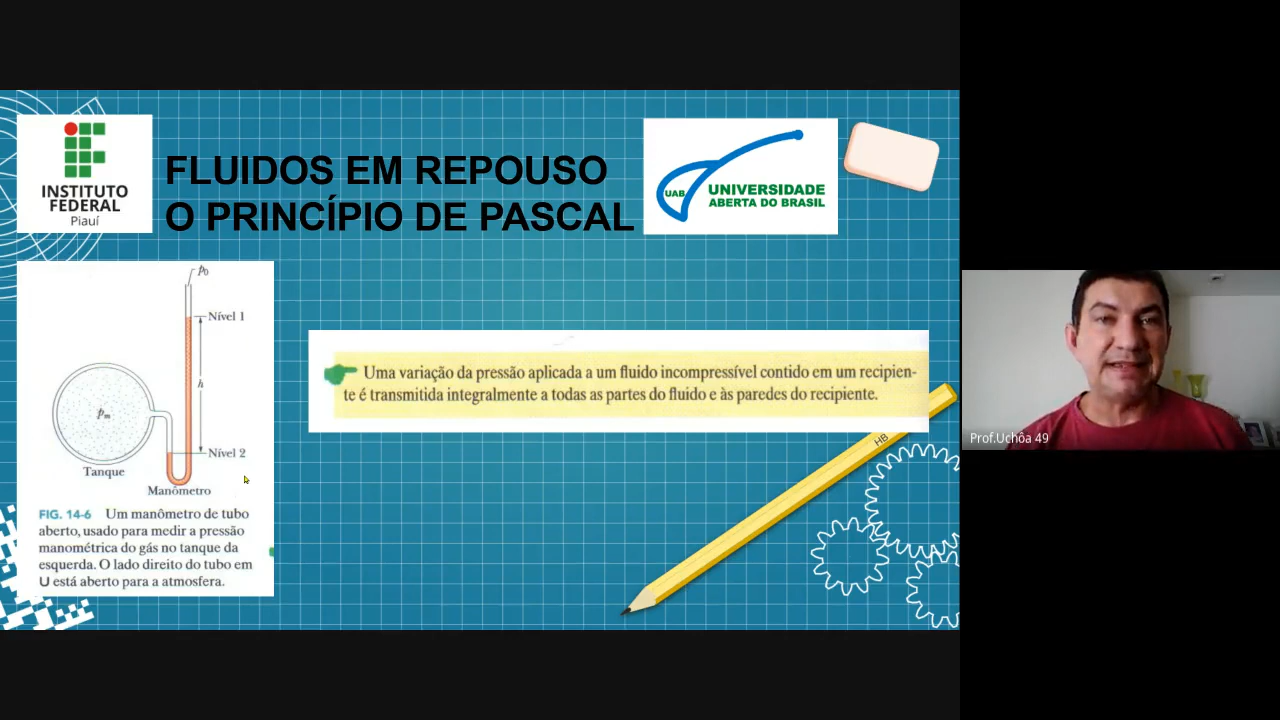 INSTITUTO
FEDERAL
Piauí
FLUIDOS EM REPOUSO
O PRINCÍPIO DE PASCAL
UAB
UNIVERSIDADE
ABERTA DO BRASIL
p0
Nível 1
h
pm
Nível 2
Tanque
Manômetro
FIG. 14-6 Um manômetro de tubo
aberto, usado para medir a pressão
manométrica do gás no tanque da
esquerda. O lado direito do tubo em
U está aberto para a atmosfera.
Uma variação da pressão aplicada a um fluido incompressível contido em um recipien-
te é transmitida integralmente a todas as partes do fluido e às paredes do recipiente.
HB
Prof.Uchôa 49